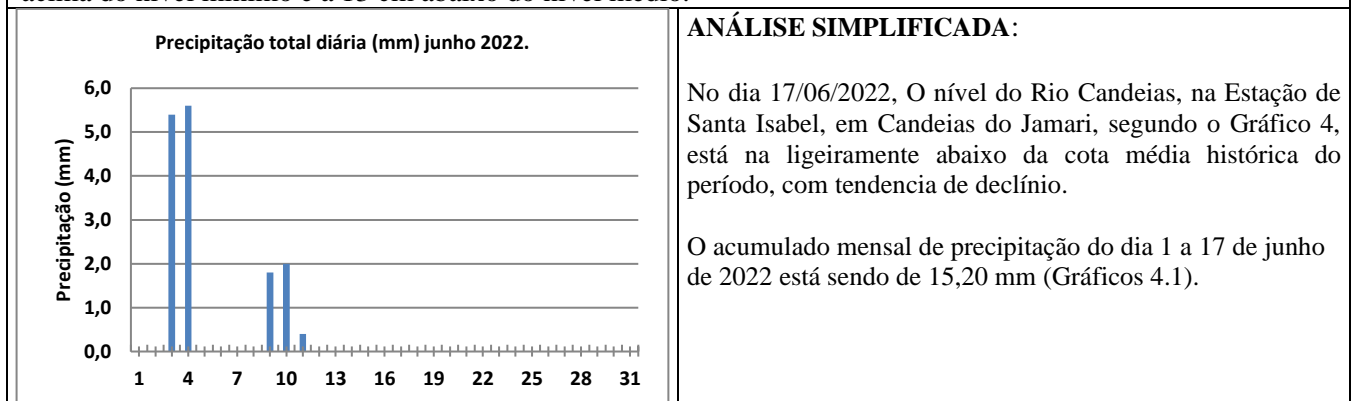 acima do nível mínimo e a 15 cm abaixo do nível médio.
Precipitação total diária (mm) junho 2022.
Precipitação (mm)
6,0
5,0
4,0
3,0
2,0
1,0
0,0
1 4 7 10 13 16 19 22 25 28 31
ANÁLISE SIMPLIFICADA:
No dia 17/06/2022, O nível do Rio Candeias, na Estação de
Santa Isabel, em Candeias do Jamari, segundo o Gráfico 4,
está na ligeiramente abaixo da cota média histórica do
período, com tendencia de declínio.
O acumulado mensal de precipitação do dia 1 a 17 de junho
de 2022 está sendo de 15,20 mm (Gráficos 4.1).